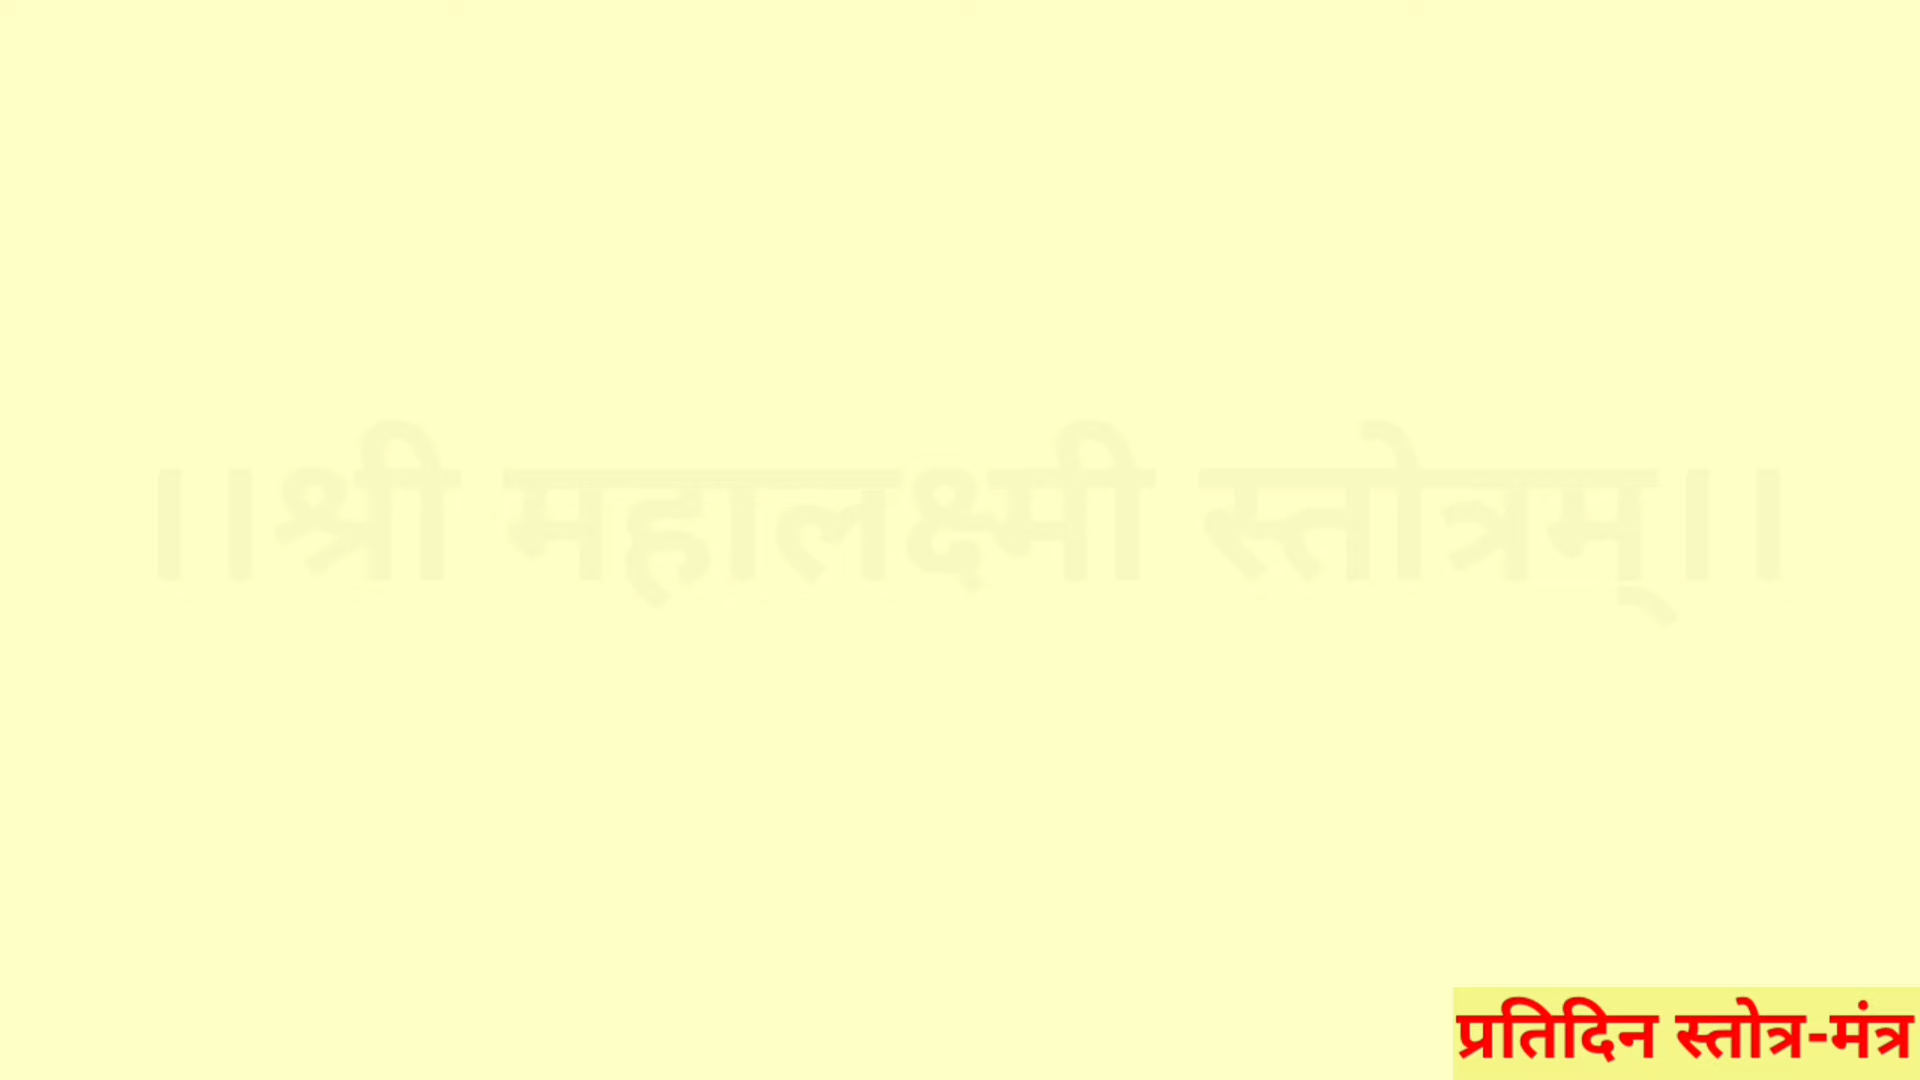 ।।श्री महालक्ष्मी स्तोत्रम्।।
प्रतिदिन स्तोत्र-मंत्र